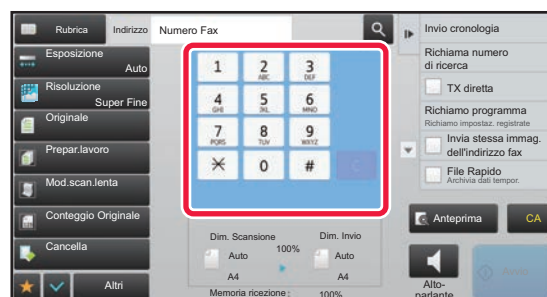 Rubrica
Indirizzo
Numero Fax
Esposizione
Auto
Risoluzione
Super Fine
Originale
Prepar.lavoro
Mod.scan.lenta
Conteggio Originale
Cancella
Altri
1
2
ABC
3
DEF
4
GHI
5
JKL
6
MNO
7
PQRS
8
TUV
9
WXYZ
0
#
C
Dim. Scansione
Dim. Invio
100%
Auto
Auto
A4
A4
Memoria ricezione :
100%
Invio cronologia
Richiama numero
di ricerca
TX diretta
Richiamo programma
Richiamo impostaz. registrate
Invia stessa immag.
dell'indirizzo fax
File Rapido
Archivia dati tempor.
Anteprima
CA
Alto-
parlante
Avvio